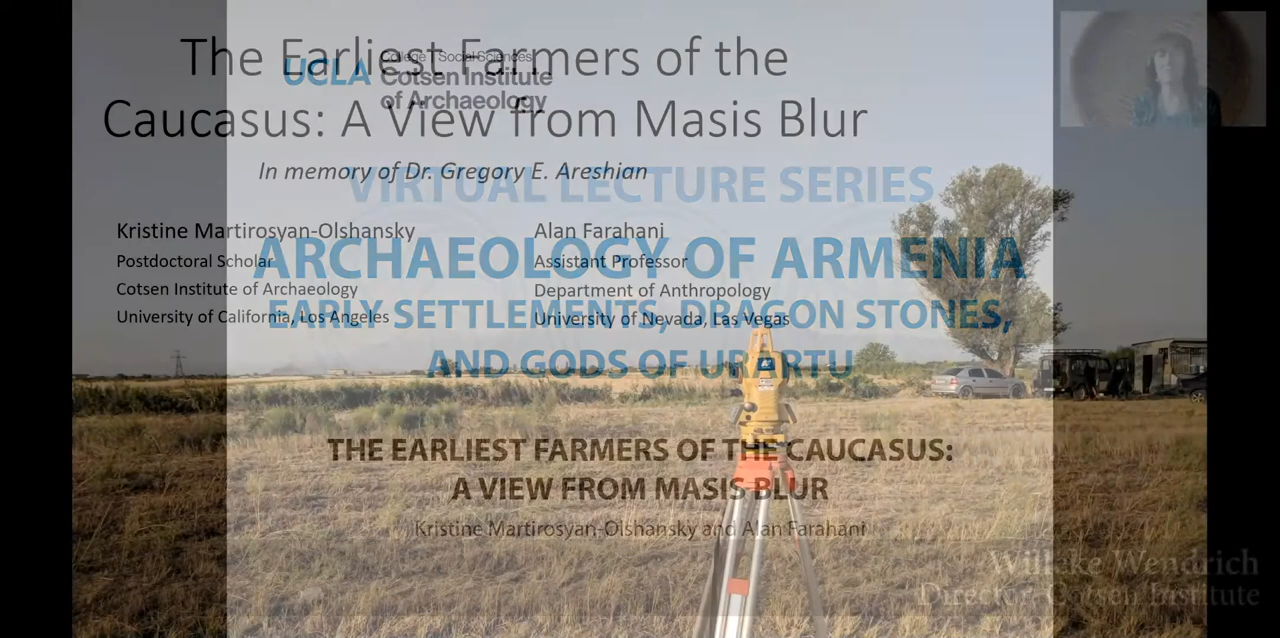 The Earliest Farmers of the
Caucasus: A View from Masis Blur
In memory of Dr. Gregory E. Areshian
Kristine Martirosyan-Olshansky
Postdoctoral Scholar
Cotsen Institute of Archaeology
University of California, Los Angeles
Alan Farahani
Assistant Professor
Department of Anthropology
University of Nevada, Las Vegas
UCLA
College | Social Sciences
Cotsen Institute
of Archaeology
VIRTUAL LECTURE SERIES
ARCHAEOLOGY OF ARMENIA
EARLY SETTLEMENTS, DRAGON STONES,
AND GODS OF URARTU
THE EARLIEST FARMERS OF THE CAUCASUS:
A VIEW FROM MASIS BLUR
Kristine Martirosyan-Olshansky and Alan Farahani
Willeke Wendrich
Director, Cotsen Institute